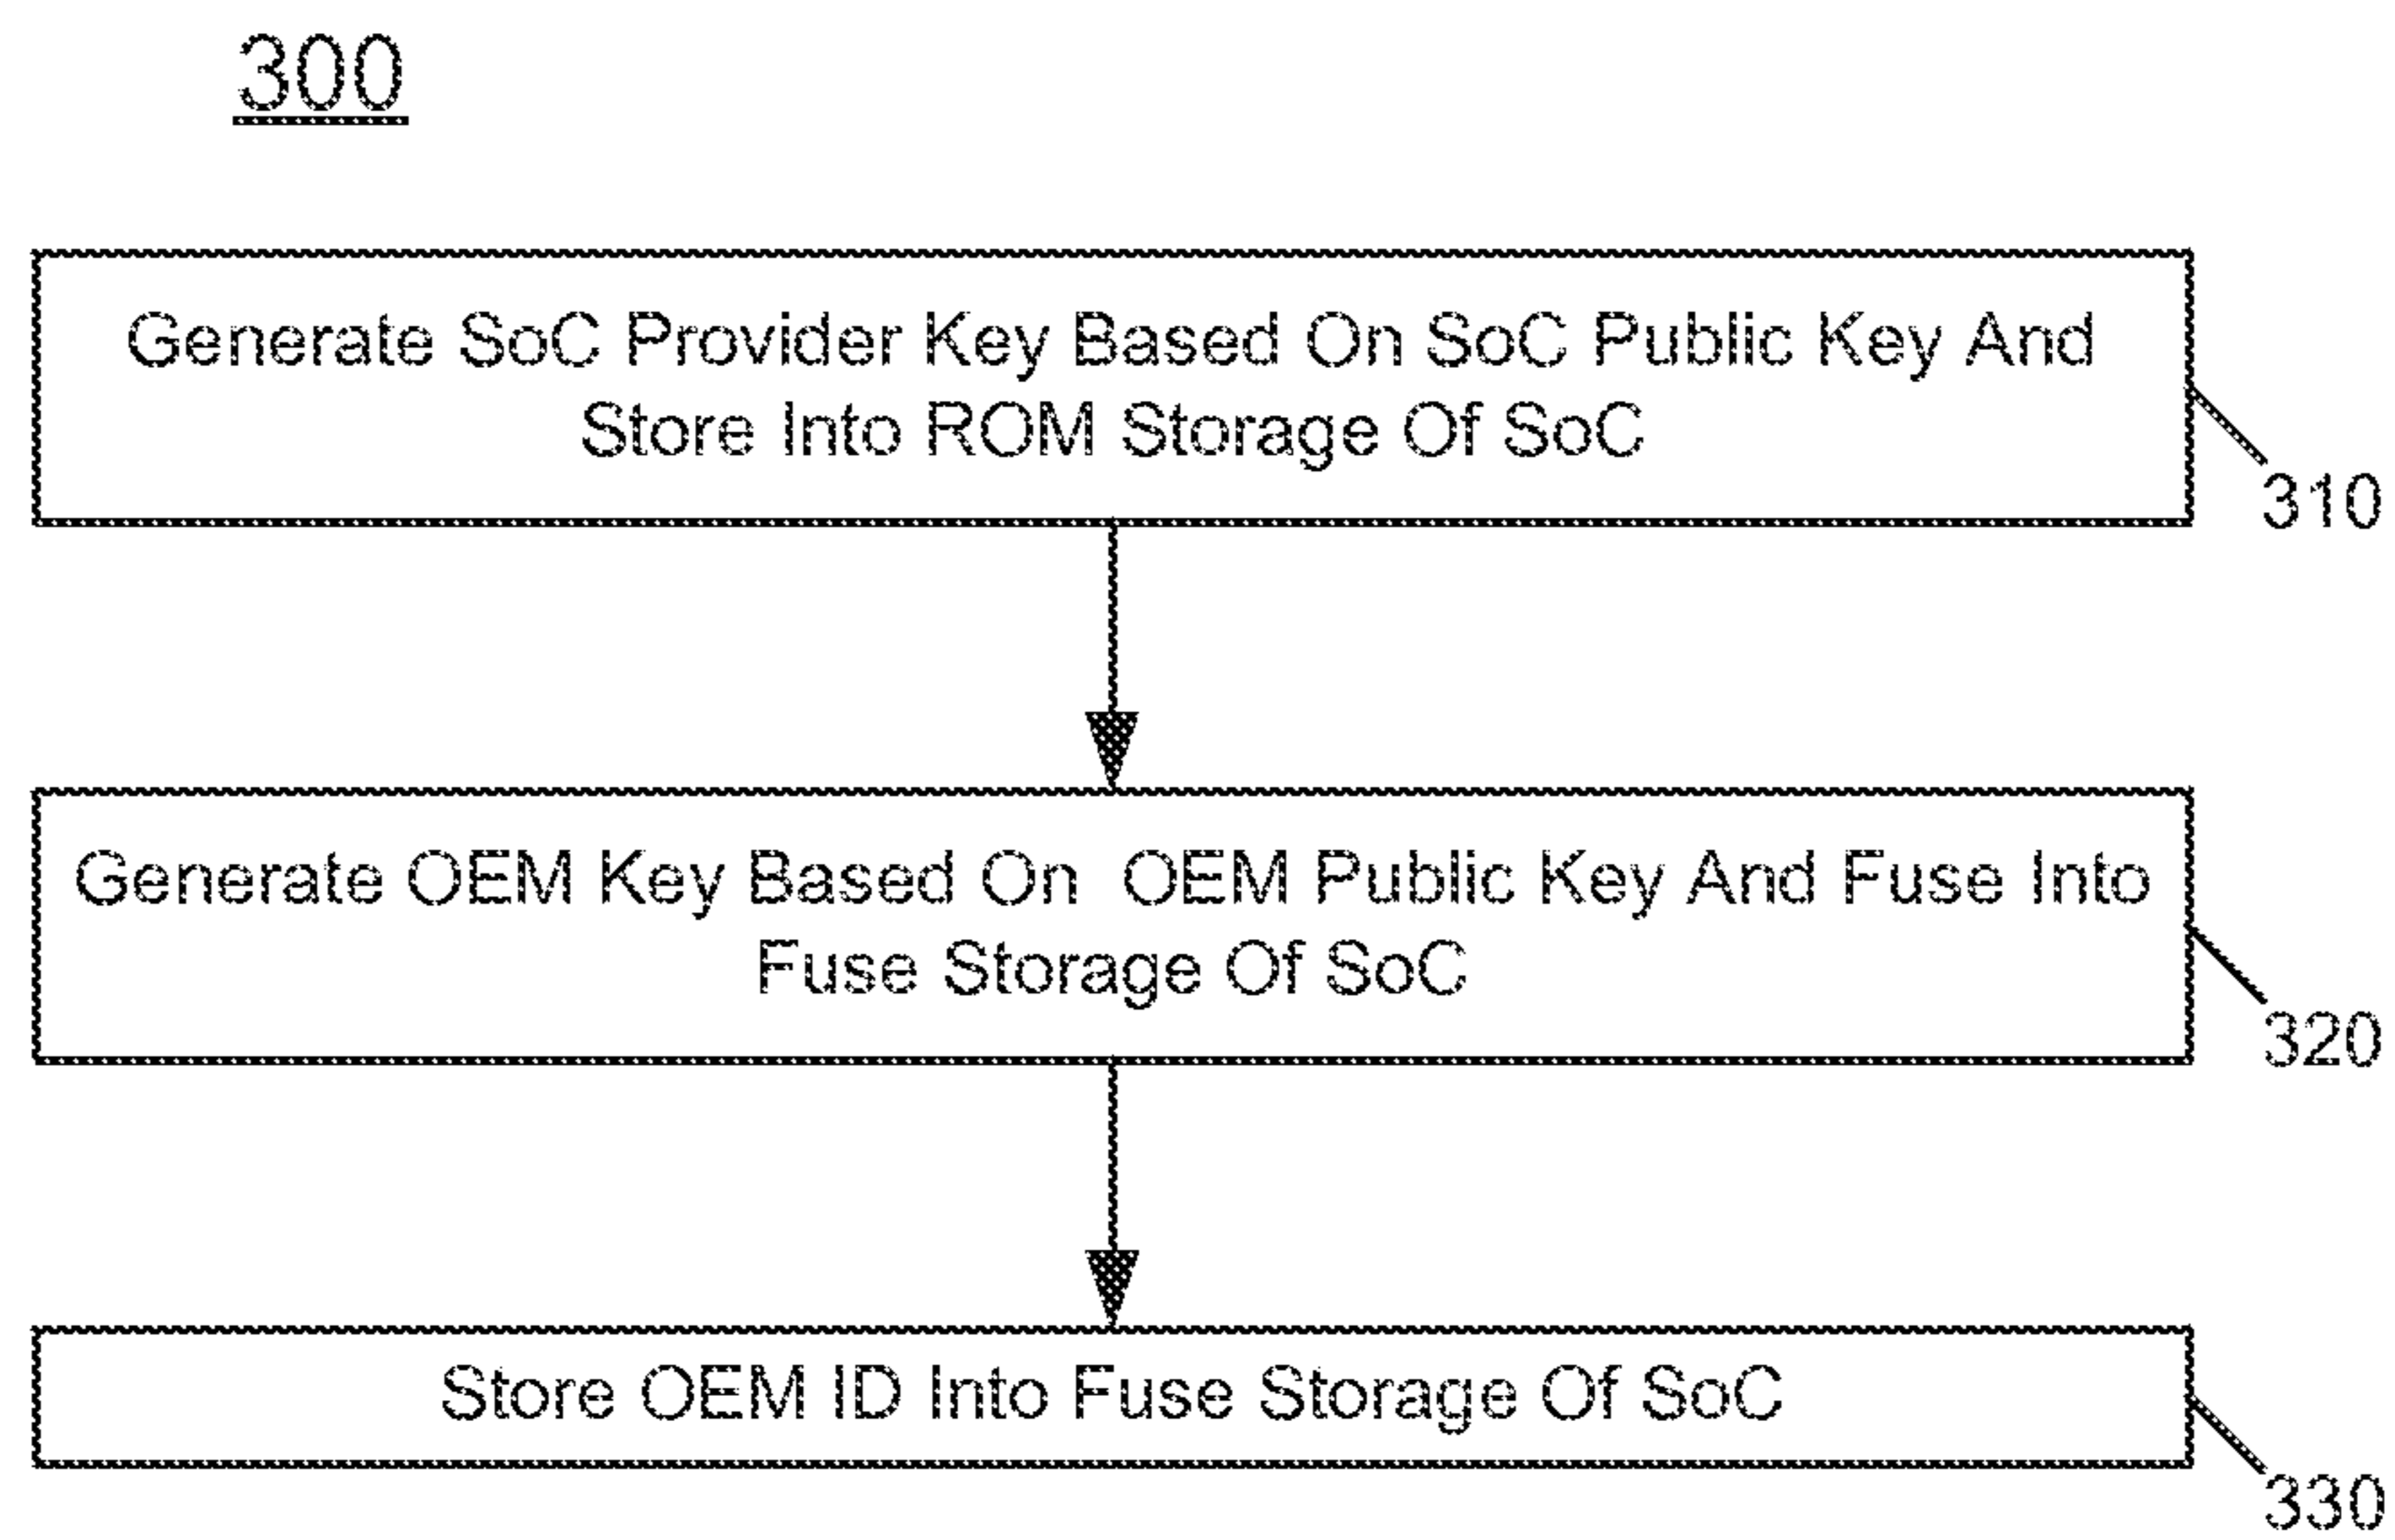 300
Generate SoC Provider Key Based On SoC Public Key And
Store Into ROM Storage Of SoC
310
Generate OEM Key Based On OEM Public Key And Fuse Into
Fuse Storage Of SoC
320
Store OEM ID Into Fuse Storage Of SoC
330